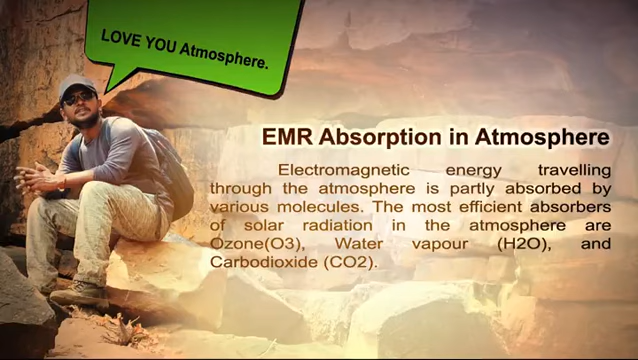 LOVE YOU Atmosphere.
EMR Absorption in Atmosphere
Electromagnetic energy travelling
through the atmosphere is partly absorbed by
various molecules. The most efficient absorbers
of solar radiation in the atmosphere are
Ozone(O3), Water vapour (H2O), and
Carbodioxide (CO2).